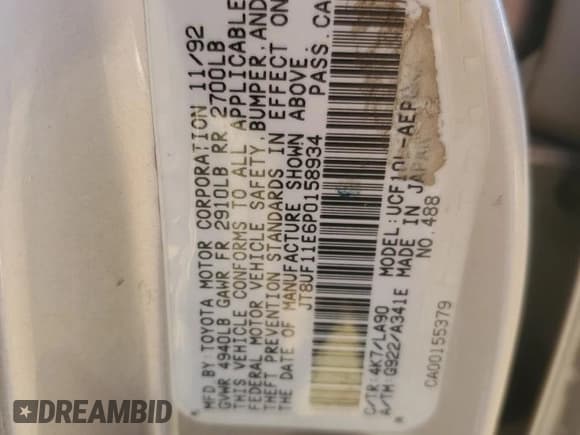 MFD. BY TOYOTA MOTOR CORPORATION 11/92
GVWR 4940LB GAWR FR 2910LB RR 2700LB
THIS VEHICLE CONFORMS TO ALL APPLICABLE
FEDERAL MOTOR VEHICLE SAFETY, BUMPER, AND
THEFT PREVENTION STANDARDS IN EFFECT ON
THE DATE OF MANUFACTURE SHOWN ABOVE.
JT8UF11E6P0158934 PASS. CA
C/TR: 4K7/LA90 MODEL: UCF10
A/TM G922/A341E MADE IN JAPAN
NO. 488
CA00155379
DREAMBID